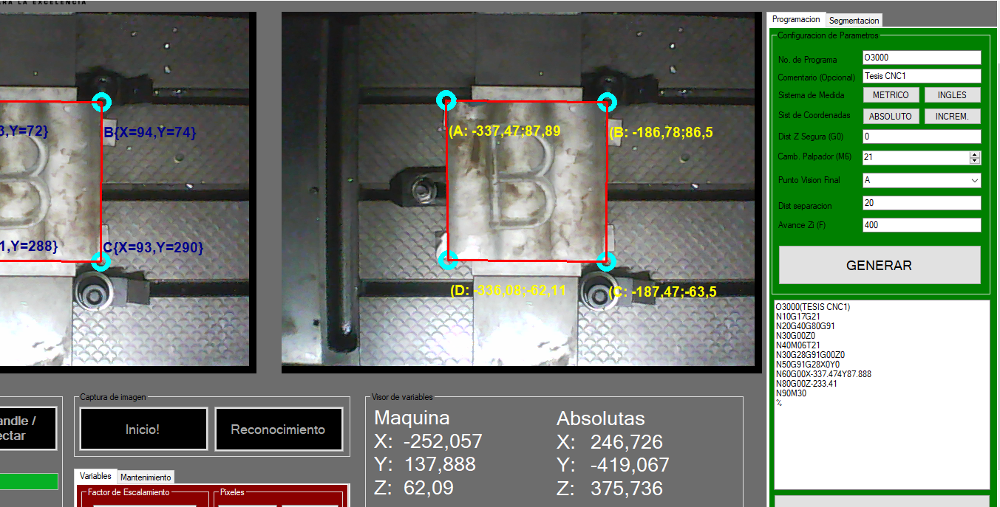 RA LA EXCELENCIA
3,Y=72}
B{X=94,Y=74}
1,Y=288}
C{X=93,Y=290}
(A: -337,47;87,89
(B: -186,78;86,5
(D: -336,08;-62,11
(C: -187,47;-63,5
B
Programacion
Segmentacion
Configuracion de Parametros
No. de Programa
O3000
Comentario (Opcional)
Tesis CNC1
Sistema de Medida
METRICO
INGLES
Sist de Coordenadas
ABSOLUTO
INCREM.
Dist Z Segura (G0)
0
Camb. Palpador (M6)
21
Punto Vision Final
A
Dist separacion
20
Avance Zi (F)
400
GENERAR
O3000(TESIS CNC1)
N10G17G21
N20G40G80G91
N30G00Z0
N40M06T21
N30G28G91G00Z0
N50G91G28X0Y0
N60G00X-337.474Y87.888
N80G00Z-233.41
N90M30
%
andle /
ectar
Captura de imagen
Inicio!
Reconocimiento
Variables
Mantenimiento
Factor de Escalamiento
Pixeles
Visor de variables
Maquina
X: -252,057
Y: 137,888
Z: 62,09
Absolutas
X: 246,726
Y: -419,067
Z: 375,736